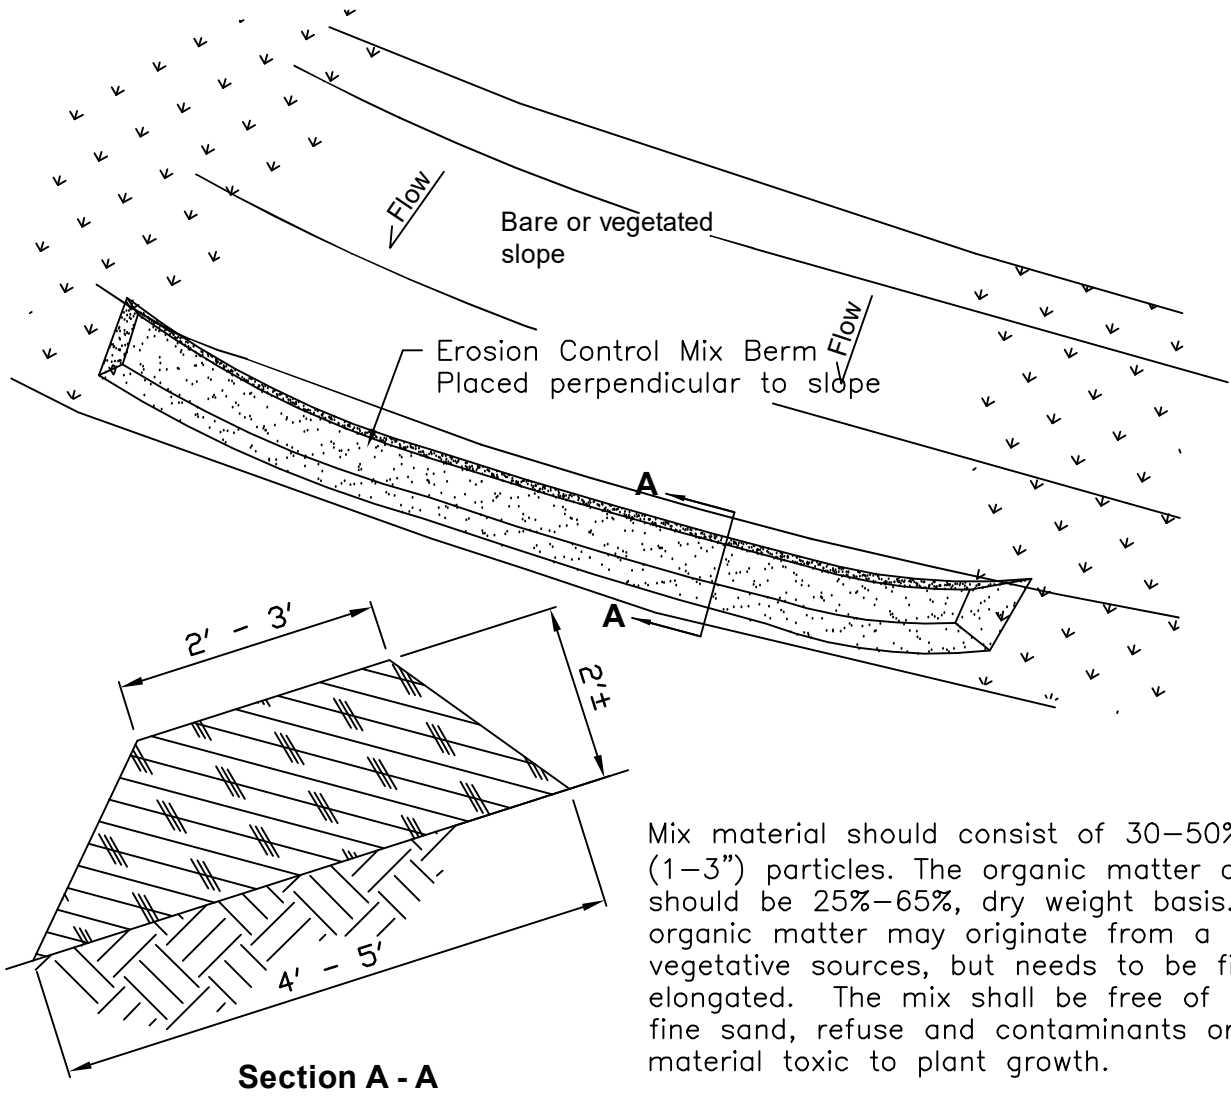 Flow
Bare or vegetated
slope
Flow
Erosion Control Mix Berm
Placed perpendicular to slope
A
A
2' - 3'
2'±
4' - 5'
Section A - A
Mix material should consist of 30-50%
(1-3") particles. The organic matter
should be 25%-65%, dry weight basis.
organic matter may originate from a
vegetative sources, but needs to be
elongated. The mix shall be free of
fine sand, refuse and contaminants or
material toxic to plant growth.